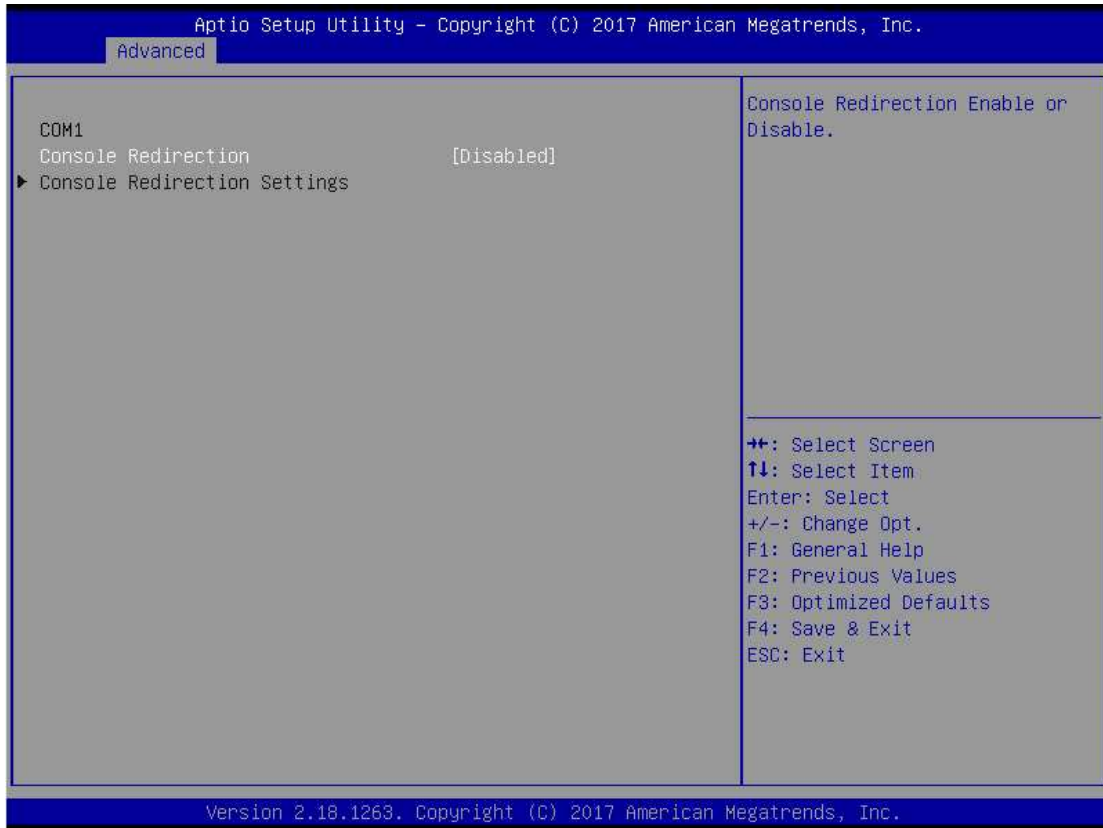 Aptio Setup Utility – Copyright (C) 2017 American Megatrends, Inc.
Advanced
COM1
Console Redirection [Disabled]
▶ Console Redirection Settings
Console Redirection Enable or
Disable.
→←: Select Screen
↑↓: Select Item
Enter: Select
+/-: Change Opt.
F1: General Help
F2: Previous Values
F3: Optimized Defaults
F4: Save & Exit
ESC: Exit
Version 2.18.1263. Copyright (C) 2017 American Megatrends, Inc.